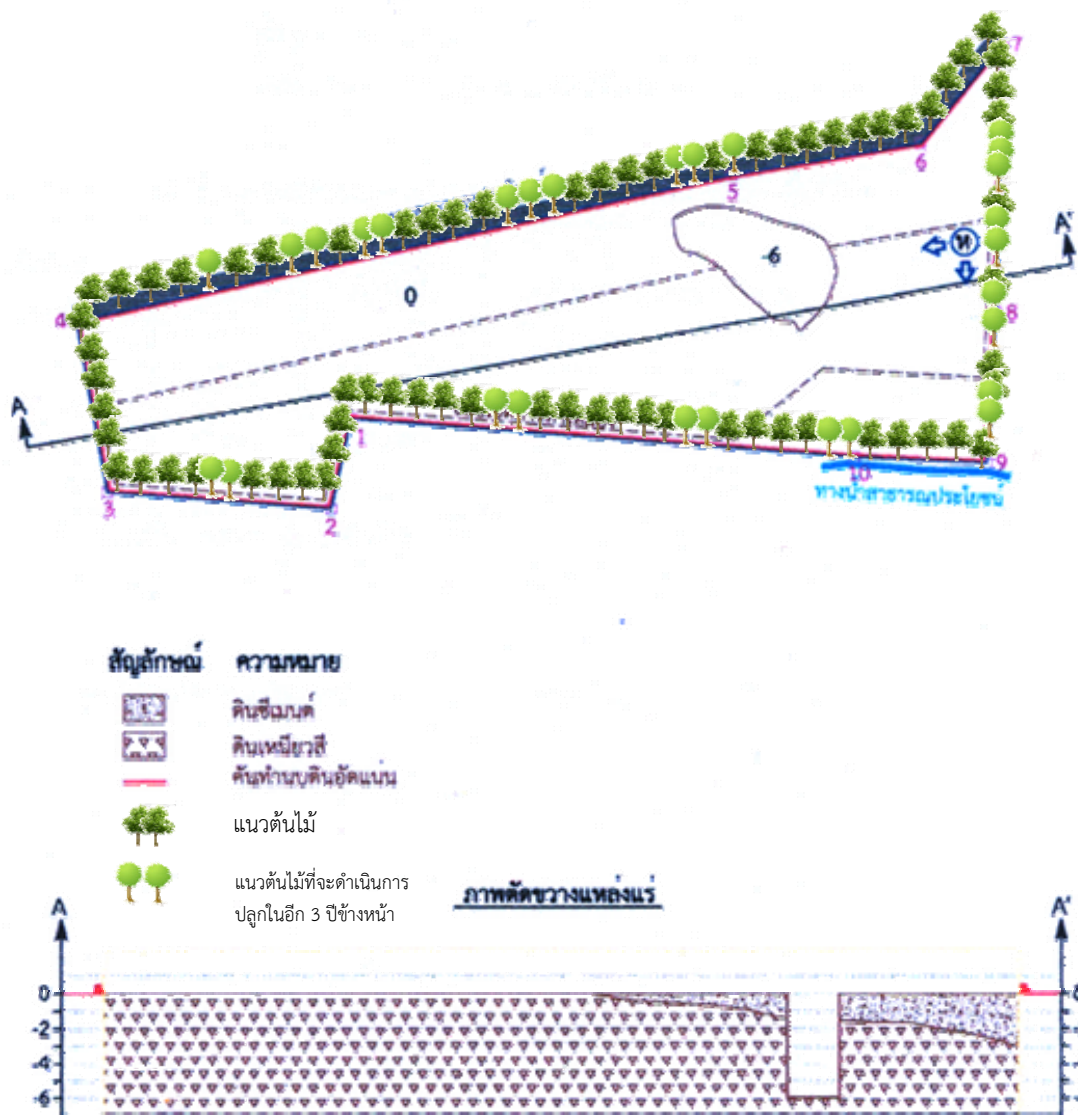 7
6
5
A'
-6
ห
0
8
4
A
1
9
10
ทางน้ำสาธารณประโยชน์
3
2
สัญลักษณ์ ความหมาย
ดินซีเมนต์
ดินเหนียวสี
คันทำนบดินอัดแน่น
แนวต้นไม้
แนวต้นไม้ที่จะดำเนินการ
ปลูกในอีก 3 ปีข้างหน้า
ภาพตัดขวางแหล่งแร่
A A'
0
-2
-4
-6